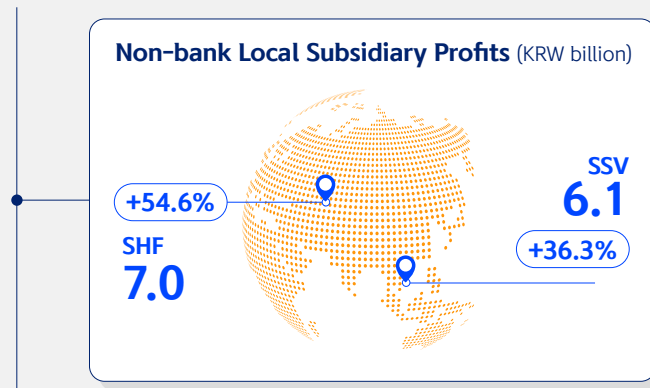 Non-bank Local Subsidiary Profits (KRW billion)
+54.6%
SHF
7.0
SSV
6.1
+36.3%